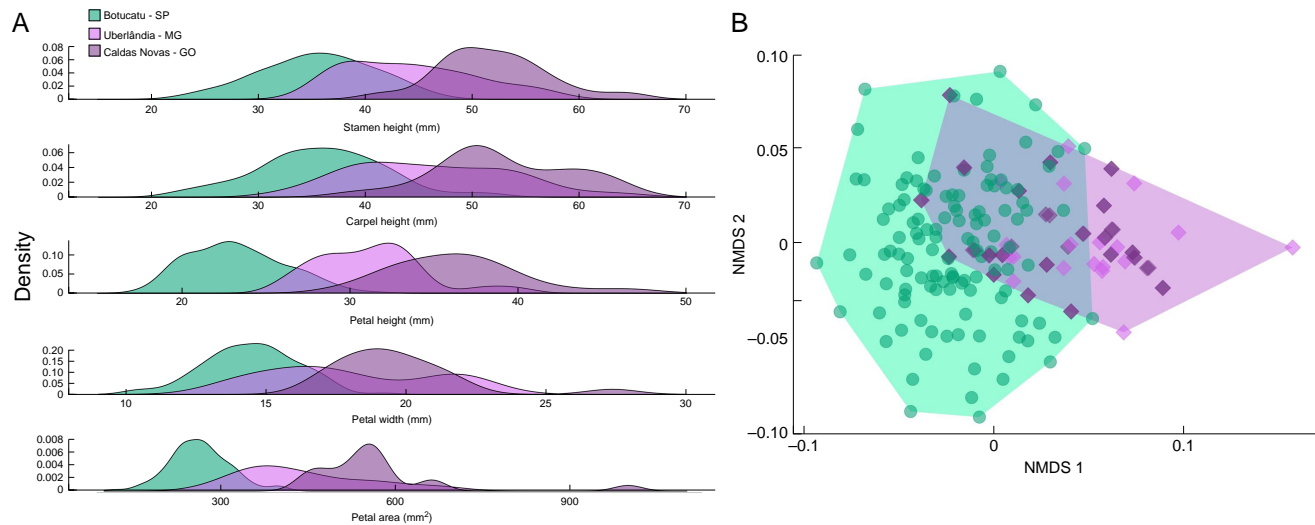 A
Botucatu - SP
Uberlândia - MG
Caldas Novas - GO
Density
0.08
0.06
0.04
0.02
0
20 30 40 50 60 70
Stamen height (mm)
0.06
0.04
0.02
0
20 30 40 50 60 70
Carpel height (mm)
0.10
0.05
0
20 30 40 50
Petal height (mm)
0.20
0.15
0.10
0.05
0
10 15 20 25 30
Petal width (mm)
0.008
0.006
0.004
0.002
0
300 600 900
Petal area (mm²)
B
NMDS 2
0.10
0.05
0
–0.05
–0.10
–0.1 0 0.1
NMDS 1